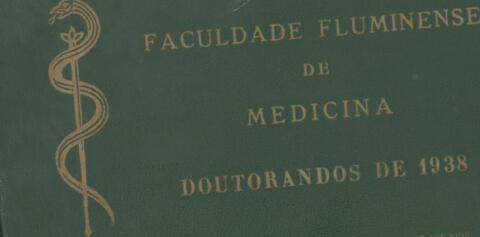 FACULDADE FLUMINENSE
DE
MEDICINA
DOUTORANDOS DE 1938